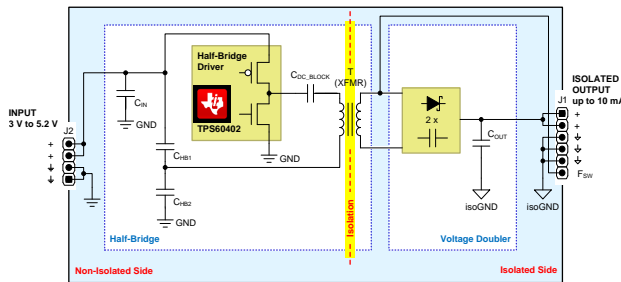 Half-Bridge
Driver
TPS60402
C_IN
GND
C_DC_BLOCK
T
(XFMR)
2 x
C_OUT
ISOLATED
OUTPUT
up to 10 mA
J1
+
+
F_SW
INPUT
3 V to 5.2 V
J2
+
+
C_HB1
GND
C_HB2
GND
isoGND
isoGND
Isolation
Half-Bridge
Voltage Doubler
Non-Isolated Side
Isolated Side